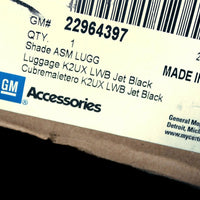 GM# 22964397
QTY. 1
MADE IN
Shade ASM LUGG
Luggage K2UX LWB Jet Black
Cubremaletero K2UX LWB Jet Black
GM Accessories
General Mo
Detroit, Mich
www.